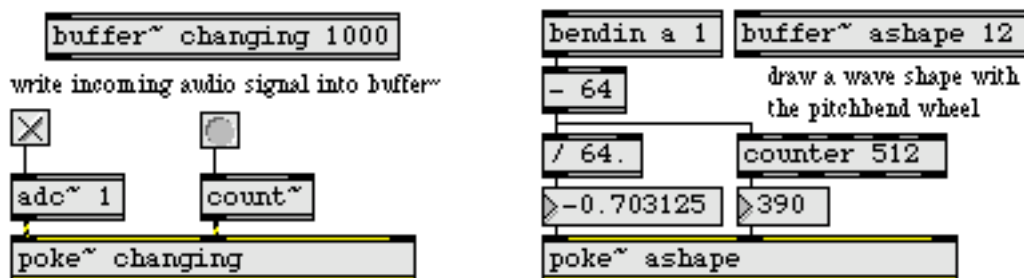 buffer~ changing 1000
write incoming audio signal into buffer~
adc~ 1
count~
poke~ changing
bendin a 1
buffer~ ashape 12
- 64
draw a wave shape with
the pitchbend wheel
/ 64.
counter 512
-0.703125
390
poke~ ashape